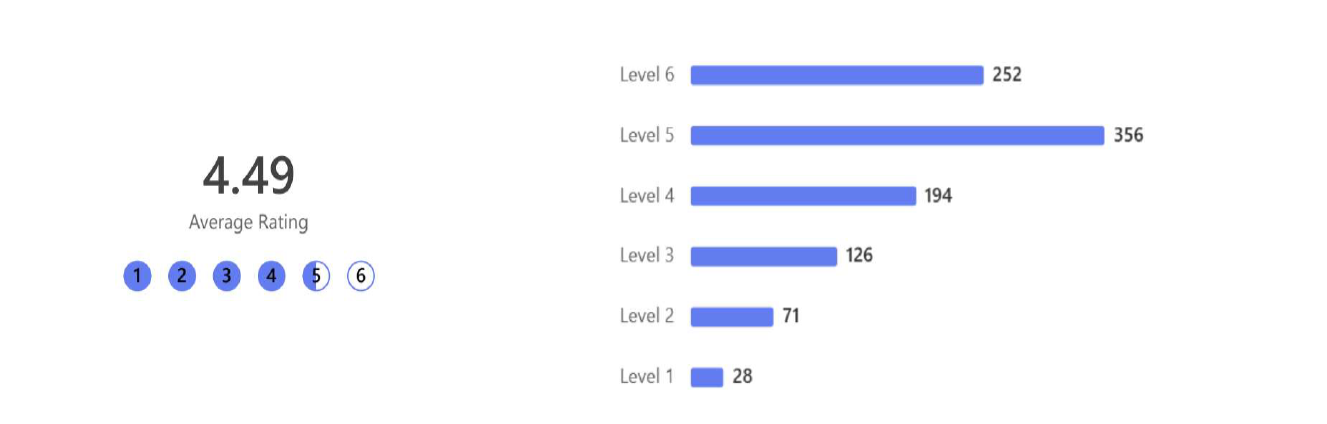 4.49
Average Rating
1 2 3 4 5 6
Level 6 252
Level 5 356
Level 4 194
Level 3 126
Level 2 71
Level 1 28